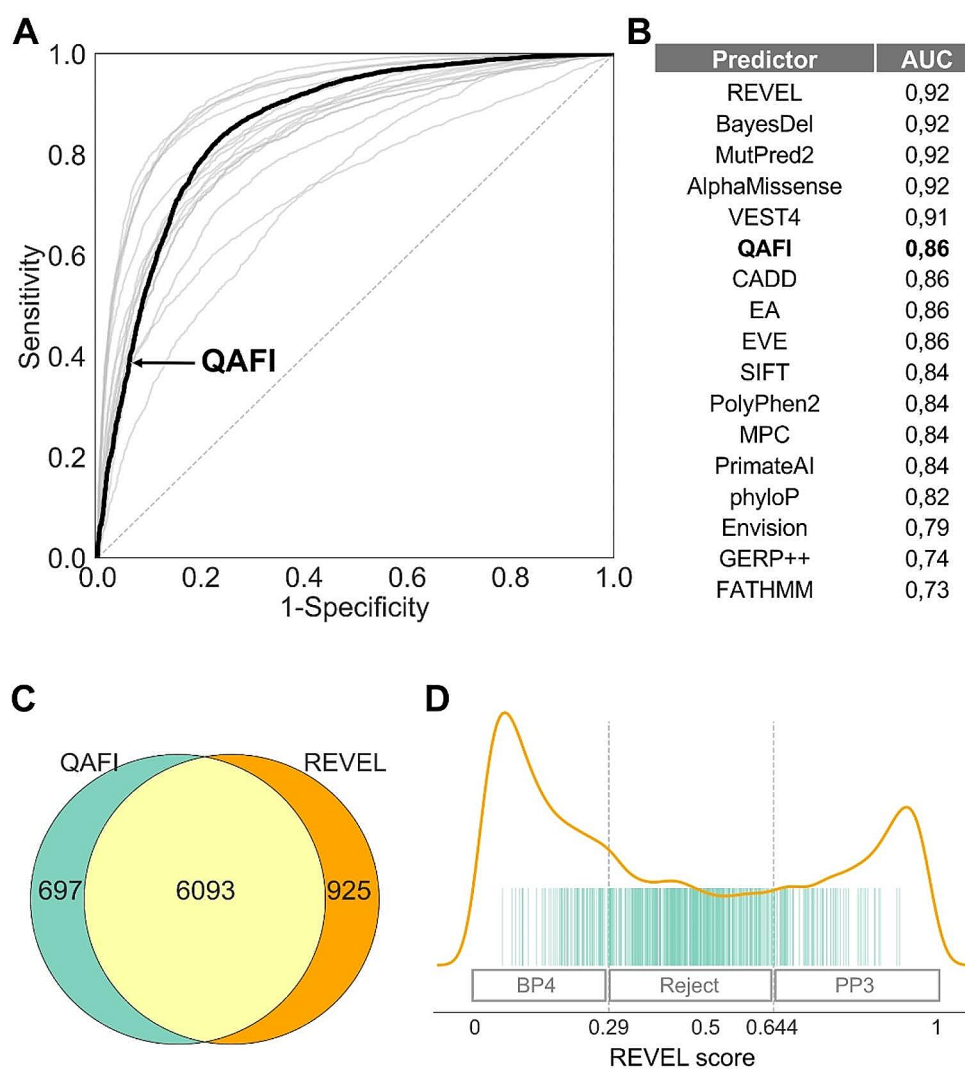 A
1.0
0.8
0.6
0.4
0.2
0.0
Sensitivity
QAFI
0.0 0.2 0.4 0.6 0.8 1.0
1-Specificity
B
Predictor AUC
REVEL 0,92
BayesDel 0,92
MutPred2 0,92
AlphaMissense 0,92
VEST4 0,91
QAFI 0,86
CADD 0,86
EA 0,86
EVE 0,86
SIFT 0,84
PolyPhen2 0,84
MPC 0,84
PrimateAI 0,84
phyloP 0,82
Envision 0,79
GERP++ 0,74
FATHMM 0,73
C
QAFI REVEL
697 6093 925
D
BP4 Reject PP3
0 0.29 0.5 0.644 1
REVEL score